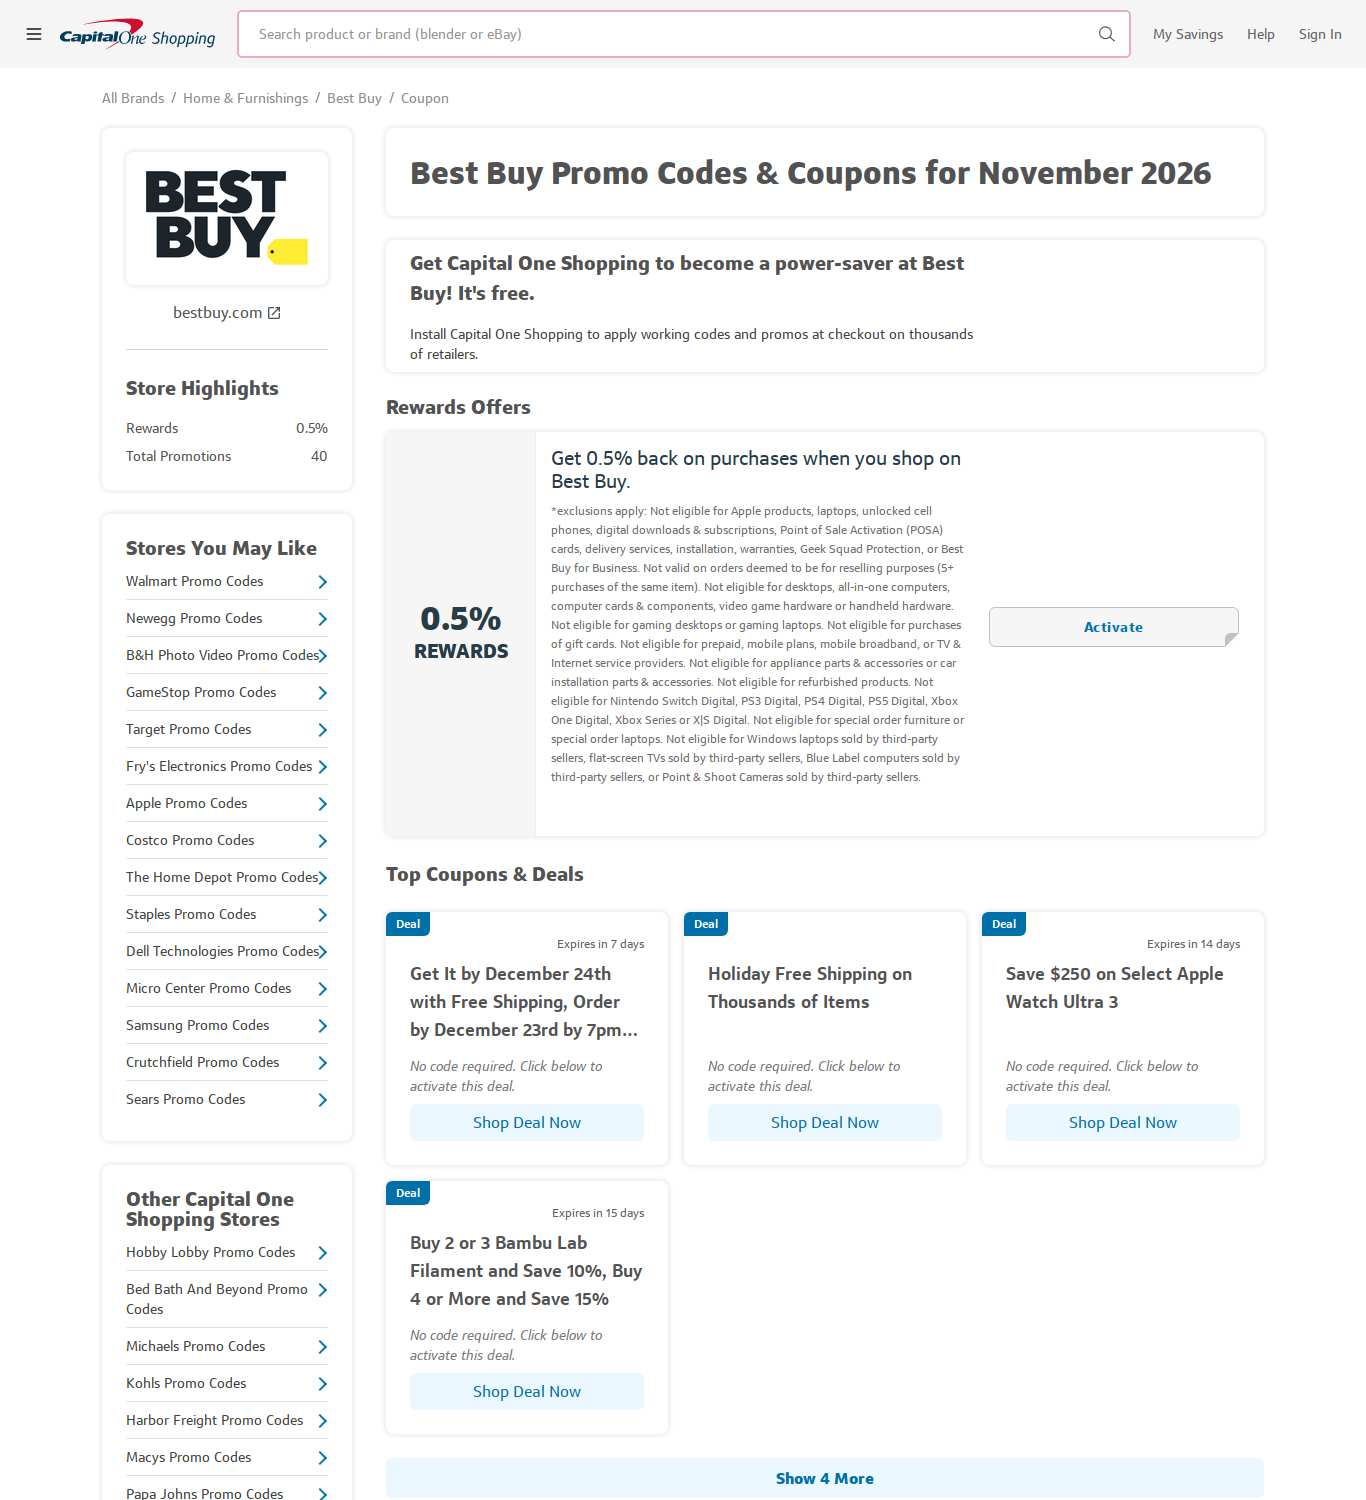 CapitalOne Shopping
Search product or brand (blender or eBay)
My Savings
Help
Sign In
All Brands / Home & Furnishings / Best Buy / Coupon
BEST
BUY
bestbuy.com
Store Highlights
Rewards 0.5%
Total Promotions 40
Stores You May Like
Walmart Promo Codes
Newegg Promo Codes
B&H Photo Video Promo Codes
GameStop Promo Codes
Target Promo Codes
Fry's Electronics Promo Codes
Apple Promo Codes
Costco Promo Codes
The Home Depot Promo Codes
Staples Promo Codes
Dell Technologies Promo Codes
Micro Center Promo Codes
Samsung Promo Codes
Crutchfield Promo Codes
Sears Promo Codes
Other Capital One
Shopping Stores
Hobby Lobby Promo Codes
Bed Bath And Beyond Promo
Codes
Michaels Promo Codes
Kohls Promo Codes
Harbor Freight Promo Codes
Macys Promo Codes
Papa Johns Promo Codes
Best Buy Promo Codes & Coupons for November 2026
Get Capital One Shopping to become a power-saver at Best
Buy! It's free.
Install Capital One Shopping to apply working codes and promos at checkout on thousands
of retailers.
Rewards Offers
0.5%
REWARDS
Get 0.5% back on purchases when you shop on
Best Buy.
*exclusions apply: Not eligible for Apple products, laptops, unlocked cell
phones, digital downloads & subscriptions, Point of Sale Activation (POSA)
cards, delivery services, installation, warranties, Geek Squad Protection, or Best
Buy for Business. Not valid on orders deemed to be for reselling purposes (5+
purchases of the same item). Not eligible for desktops, all-in-one computers,
computer cards & components, video game hardware or handheld hardware.
Not eligible for gaming desktops or gaming laptops. Not eligible for purchases
of gift cards. Not eligible for prepaid, mobile plans, mobile broadband, or TV &
Internet service providers. Not eligible for appliance parts & accessories or car
installation parts & accessories. Not eligible for refurbished products. Not
eligible for Nintendo Switch Digital, PS3 Digital, PS4 Digital, PS5 Digital, Xbox
One Digital, Xbox Series or X|S Digital. Not eligible for special order furniture or
special order laptops. Not eligible for Windows laptops sold by third-party
sellers, flat-screen TVs sold by third-party sellers, Blue Label computers sold by
third-party sellers, or Point & Shoot Cameras sold by third-party sellers.
Activate
Top Coupons & Deals
Deal
Expires in 7 days
Get It by December 24th
with Free Shipping, Order
by December 23rd by 7pm...
No code required. Click below to
activate this deal.
Shop Deal Now
Deal
Holiday Free Shipping on
Thousands of Items
No code required. Click below to
activate this deal.
Shop Deal Now
Deal
Expires in 14 days
Save $250 on Select Apple
Watch Ultra 3
No code required. Click below to
activate this deal.
Shop Deal Now
Deal
Expires in 15 days
Buy 2 or 3 Bambu Lab
Filament and Save 10%, Buy
4 or More and Save 15%
No code required. Click below to
activate this deal.
Shop Deal Now
Show 4 More